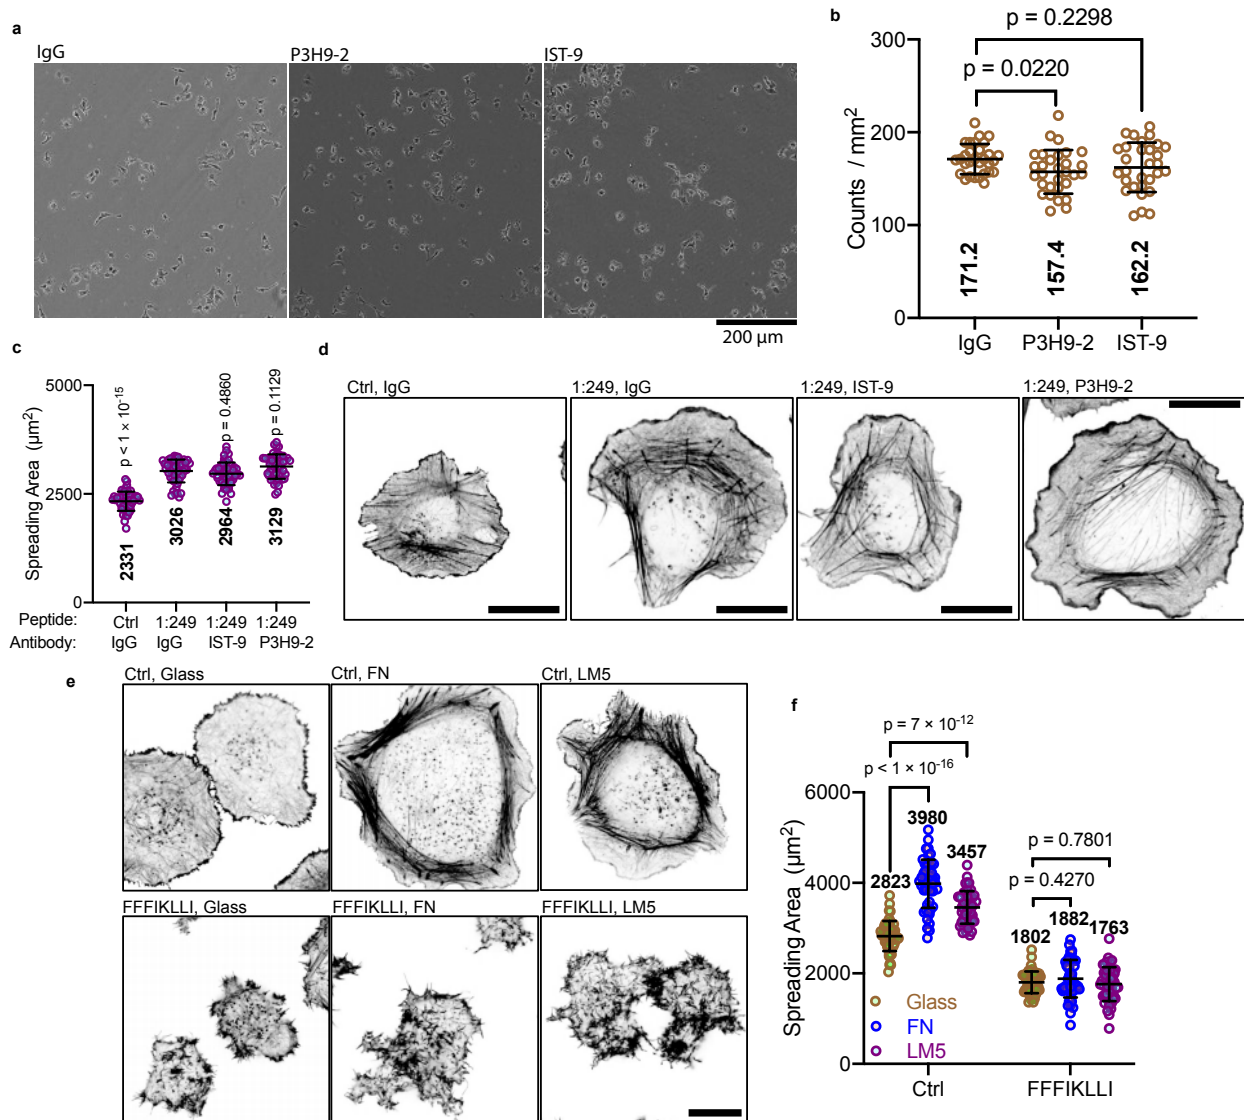 a
IgG
P3H9-2
IST-9
200 µm
b
p = 0.2298
p = 0.0220
300
200
100
0
Counts / mm²
171.2
157.4
162.2
IgG
P3H9-2
IST-9
c
5000
2500
0
Spreading Area (µm²)
p < 1 × 10⁻¹⁵
p = 0.4860
p = 0.1129
2331
3026
2964
3129
Peptide: Ctrl 1:249 1:249 1:249
Antibody: IgG IgG IST-9 P3H9-2
d
Ctrl, IgG
1:249, IgG
1:249, IST-9
1:249, P3H9-2
e
Ctrl, Glass
Ctrl, FN
Ctrl, LM5
FFFIKLLI, Glass
FFFIKLLI, FN
FFFIKLLI, LM5
f
p = 7 × 10⁻¹²
p < 1 × 10⁻¹⁶
6000
4000
2000
0
Spreading Area (µm²)
2823
3980
3457
p = 0.7801
p = 0.4270
1802
1882
1763
Glass
FN
LM5
Ctrl
FFFIKLLI